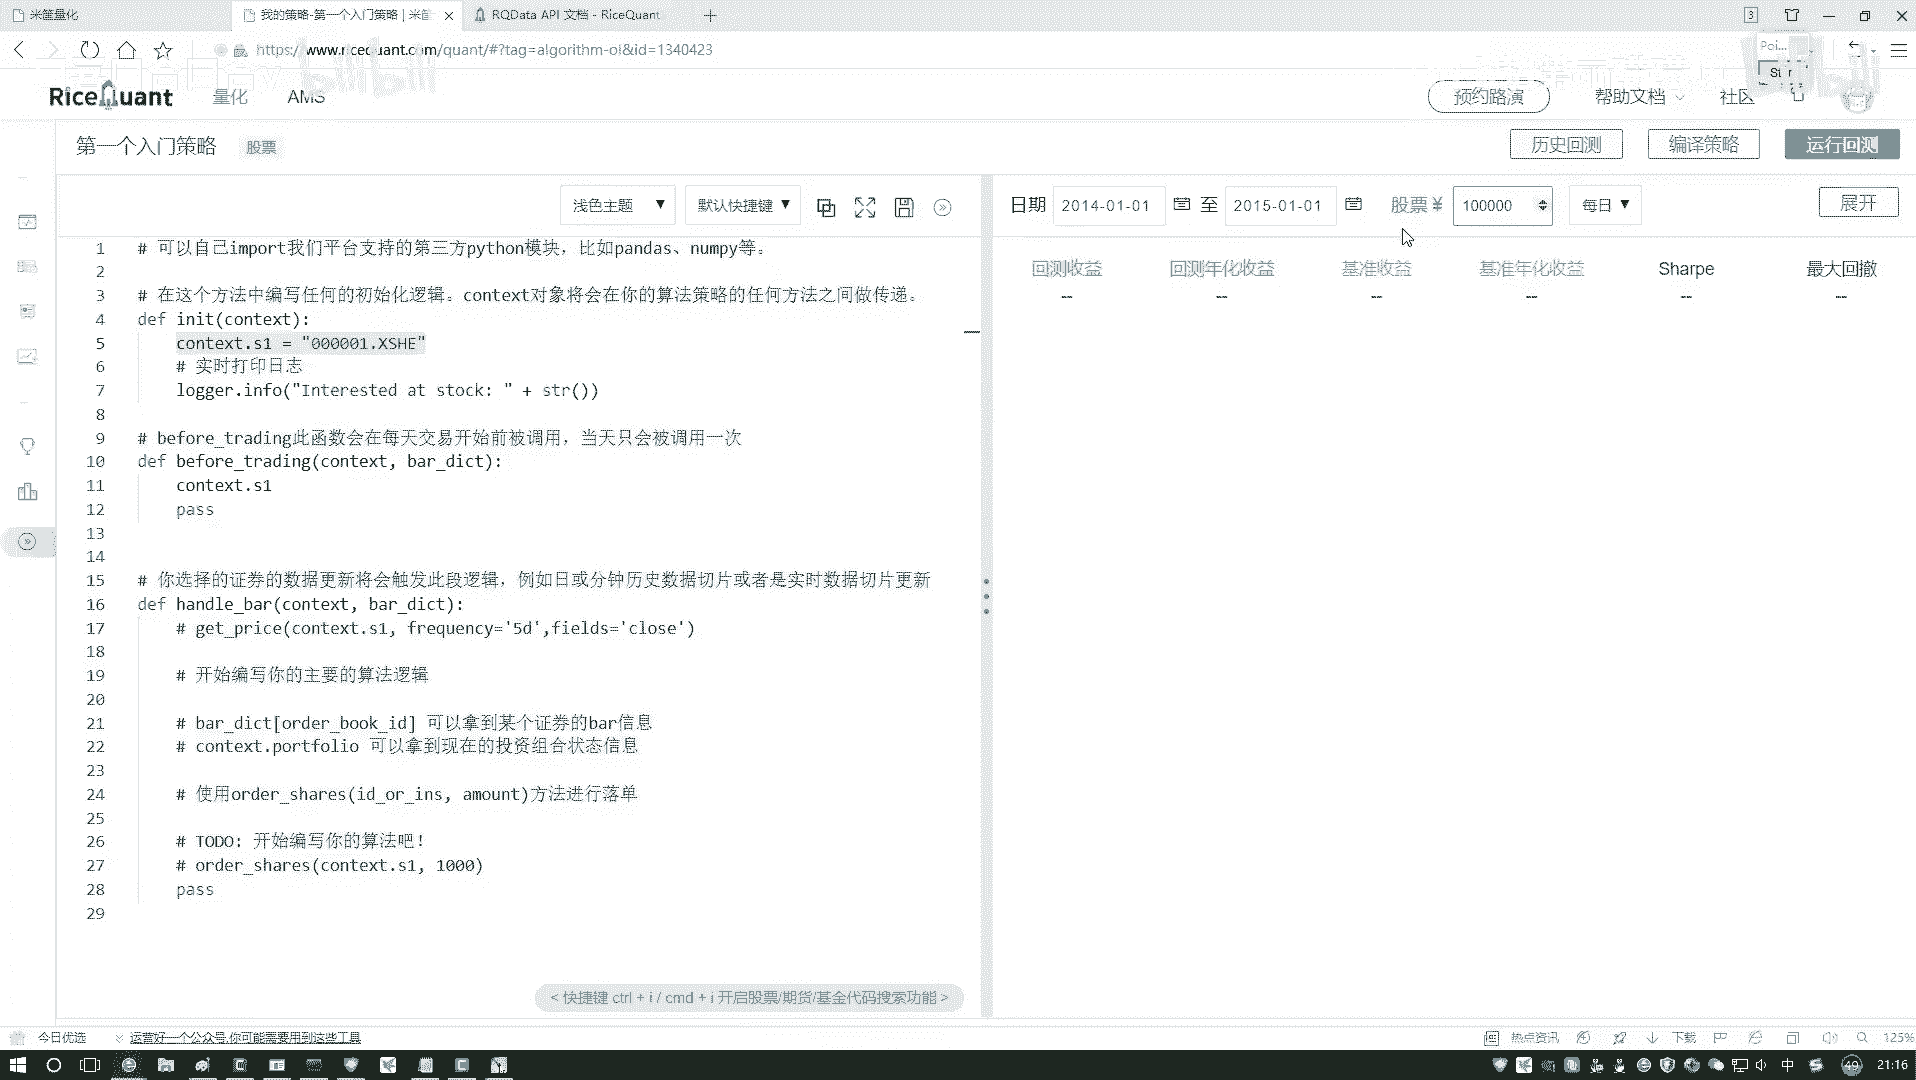 米筐量化
我的策略-第一个入门策略 | 米筐
RQData API 文档 - RiceQuant
3
https://www.ricequant.com/quant/#?tag=algorithm-ol&id=1340423
Poi...
RiceQuant
量化
AMS
预约路演
帮助文档
社区
第一个入门策略
股票
历史回测
编译策略
运行回测
浅色主题
默认快捷键
日期
2014-01-01
至
2015-01-01
股票 ¥
100000
每日
展开
回测收益
回测年化收益
基准收益
基准年化收益
Sharpe
最大回撤
-- -- -- -- -- --
1 # 可以自己import我们平台支持的第三方python模块，比如pandas、numpy等。
2
3 # 在这个方法中编写任何的初始化逻辑。context对象将会在你的算法策略的任何方法之间做传递。
4 def init(context):
5 context.s1 = "000001.XSHE"
6 # 实时打印日志
7 logger.info("Interested at stock: " + str())
8
9 # before_trading此函数会在每天交易开始前被调用，当天只会被调用一次
10 def before_trading(context, bar_dict):
11 context.s1
12 pass
13
14
15 # 你选择的证券的数据更新将会触发此段逻辑，例如日或分钟历史数据切片或者是实时数据切片更新
16 def handle_bar(context, bar_dict):
17 # get_price(context.s1, frequency='5d',fields='close')
18
19 # 开始编写你的主要的算法逻辑
20
21 # bar_dict[order_book_id] 可以拿到某个证券的bar信息
22 # context.portfolio 可以拿到现在的投资组合状态信息
23
24 # 使用order_shares(id_or_ins, amount)方法进行落单
25
26 # TODO: 开始编写你的算法吧！
27 # order_shares(context.s1, 1000)
28 pass
29
< 快捷键 ctrl + i / cmd + i 开启股票/期货/基金代码搜索功能 >
今日优选
运营好一个公众号,你可能需要用到这些工具
热点资讯
下载
125%
中
49
21:16